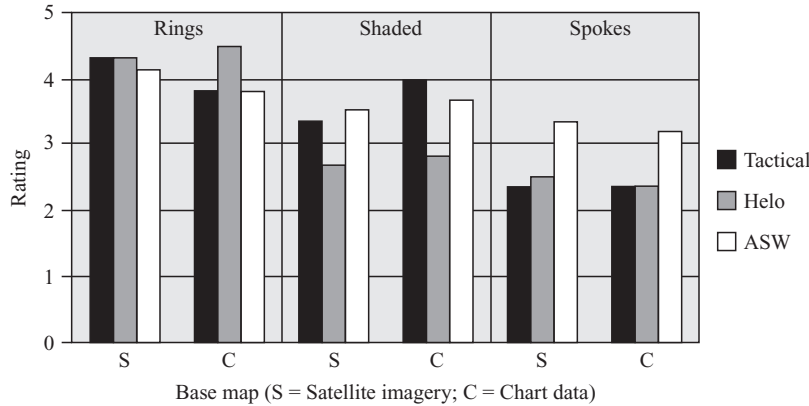 Rings Shaded Spokes
5
4
3
2
1
0
Rating
S C S C S C
Base map (S = Satellite imagery; C = Chart data)
Tactical
Helo
ASW